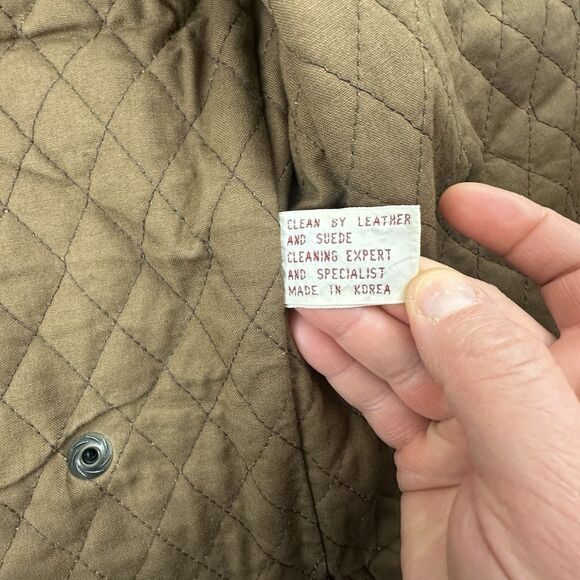 CLEAN BY LEATHER
AND SUEDE
CLEANING EXPERT
AND SPECIALIST
MADE IN KOREA